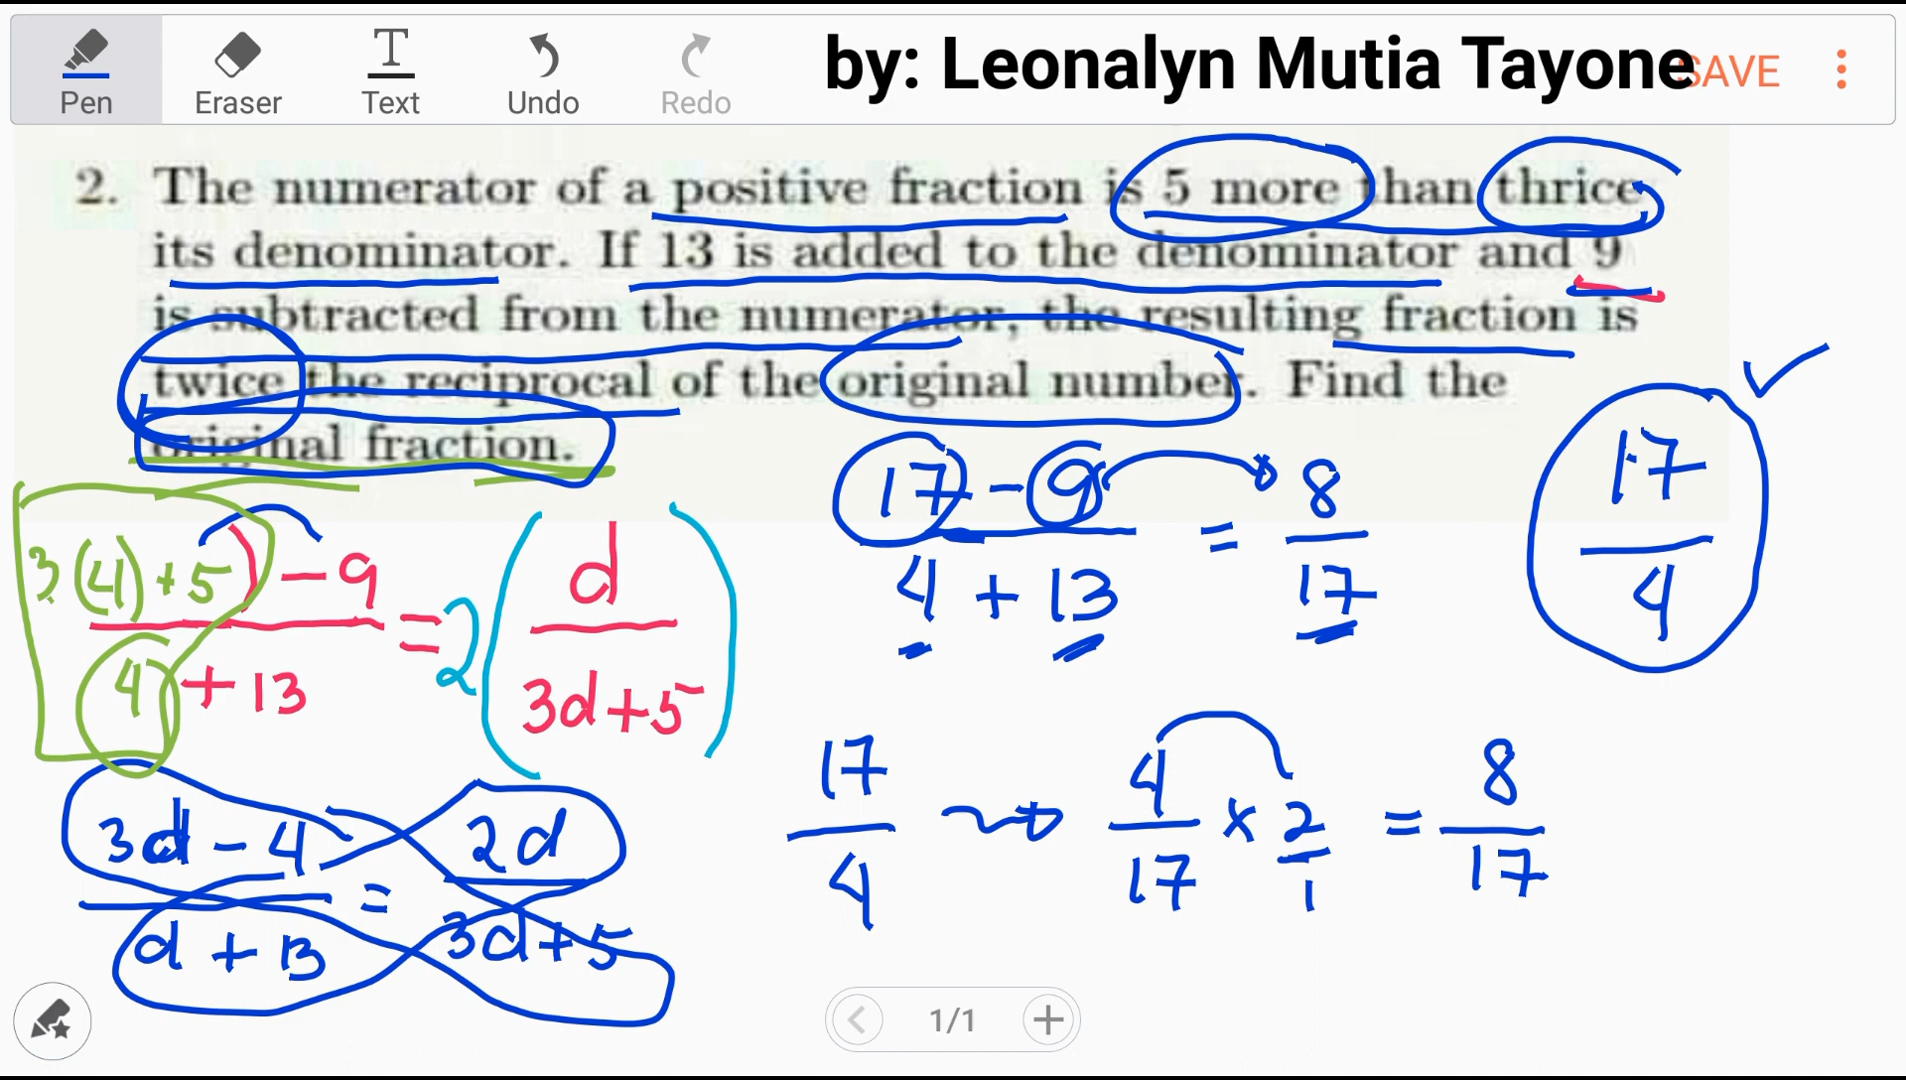 Pen
Eraser
T
Text
Undo
Redo
by: Leonalyn Mutia Tayone
SAVE
2. The numerator of a positive fraction is 5 more than thrice
its denominator. If 13 is added to the denominator and 9
is subtracted from the numerator, the resulting fraction is
twice the reciprocal of the original number. Find the
original fraction.
3(4)+5) - 9
4 + 13
= 2 (
d
3d+5
)
3d - 4
d + 13
=
2d
3d+5
17 - 9
4 + 13
=
8
17
17
4
17
4
4
17
×
2
1
=
8
17
1/1